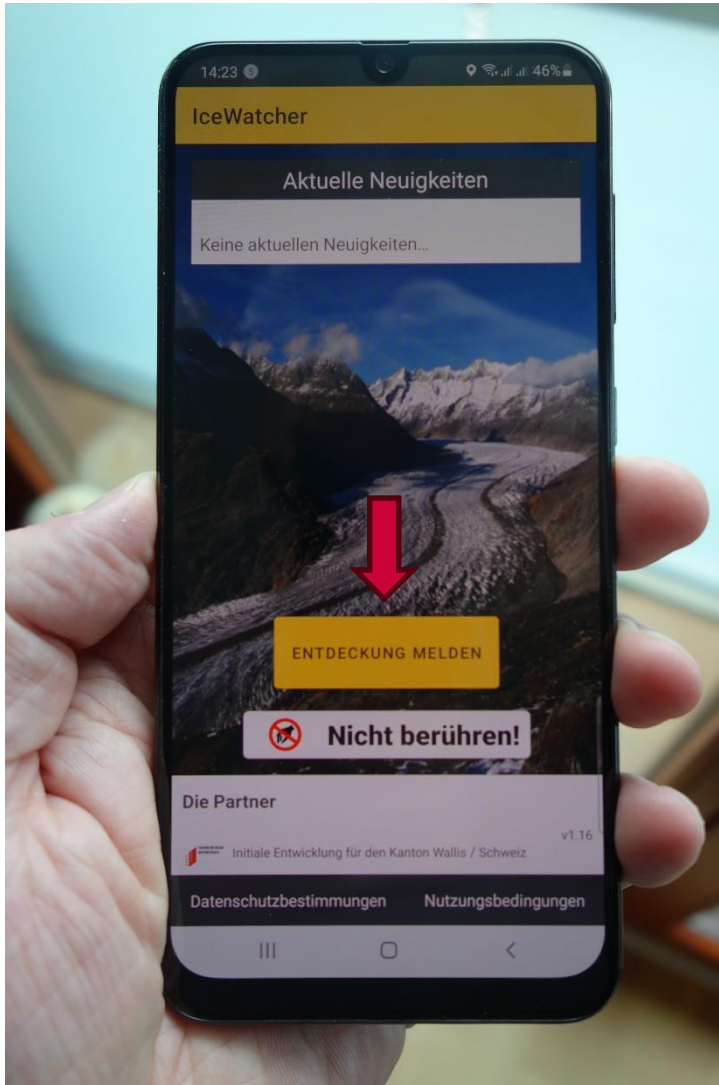 14:23
46%
IceWatcher
Aktuelle Neuigkeiten
Keine aktuellen Neuigkeiten...
ENTDECKUNG MELDEN
Nicht berühren!
Die Partner
v1.16
Initiale Entwicklung für den Kanton Wallis / Schweiz
Datenschutzbestimmungen Nutzungsbedingungen